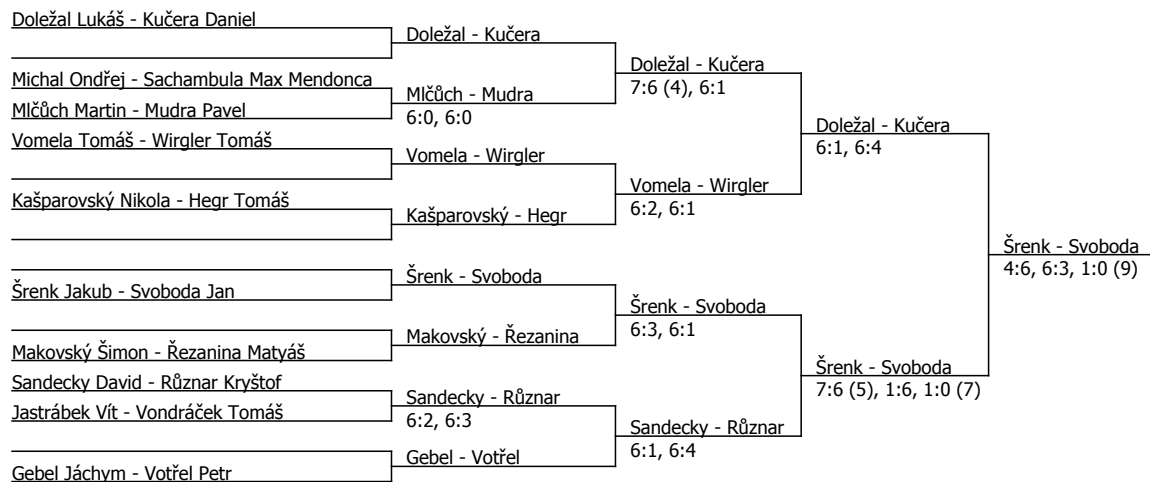 Doležal Lukáš - Kučera Daniel
Michal Ondřej - Sachambula Max Mendonca
Mlčůch Martin - Mudra Pavel
Vomela Tomáš - Wirgler Tomáš
Kašparovský Nikola - Hegr Tomáš
Šrenk Jakub - Svoboda Jan
Makovský Šimon - Řezanina Matyáš
Sandecky David - Různar Kryštof
Jastrábek Vít - Vondráček Tomáš
Gebel Jáchym - Votřel Petr
Doležal - Kučera
Mlčůch - Mudra
6:0, 6:0
Vomela - Wirgler
Kašparovský - Hegr
Šrenk - Svoboda
Makovský - Řezanina
Sandecky - Různar
6:2, 6:3
Gebel - Votřel
Doležal - Kučera
7:6 (4), 6:1
Vomela - Wirgler
6:2, 6:1
Šrenk - Svoboda
6:3, 6:1
Sandecky - Různar
6:1, 6:4
Doležal - Kučera
6:1, 6:4
Šrenk - Svoboda
7:6 (5), 1:6, 1:0 (7)
Šrenk - Svoboda
4:6, 6:3, 1:0 (9)